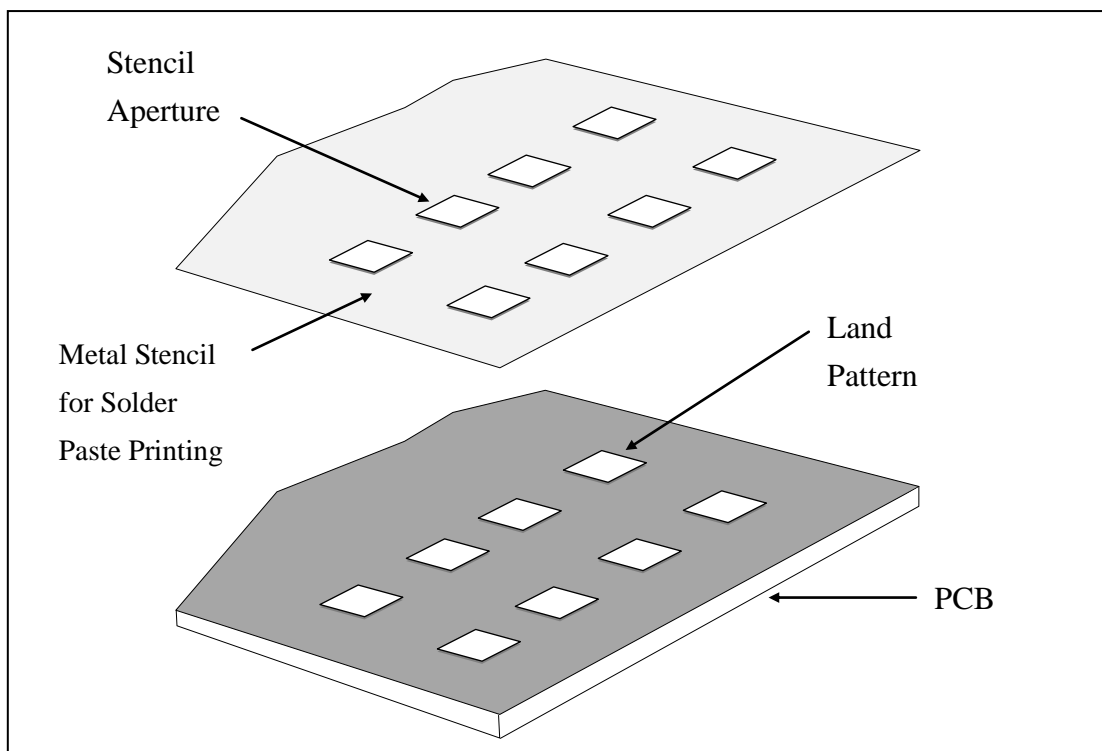 Stencil
Aperture
Metal Stencil
for Solder
Paste Printing
Land
Pattern
PCB